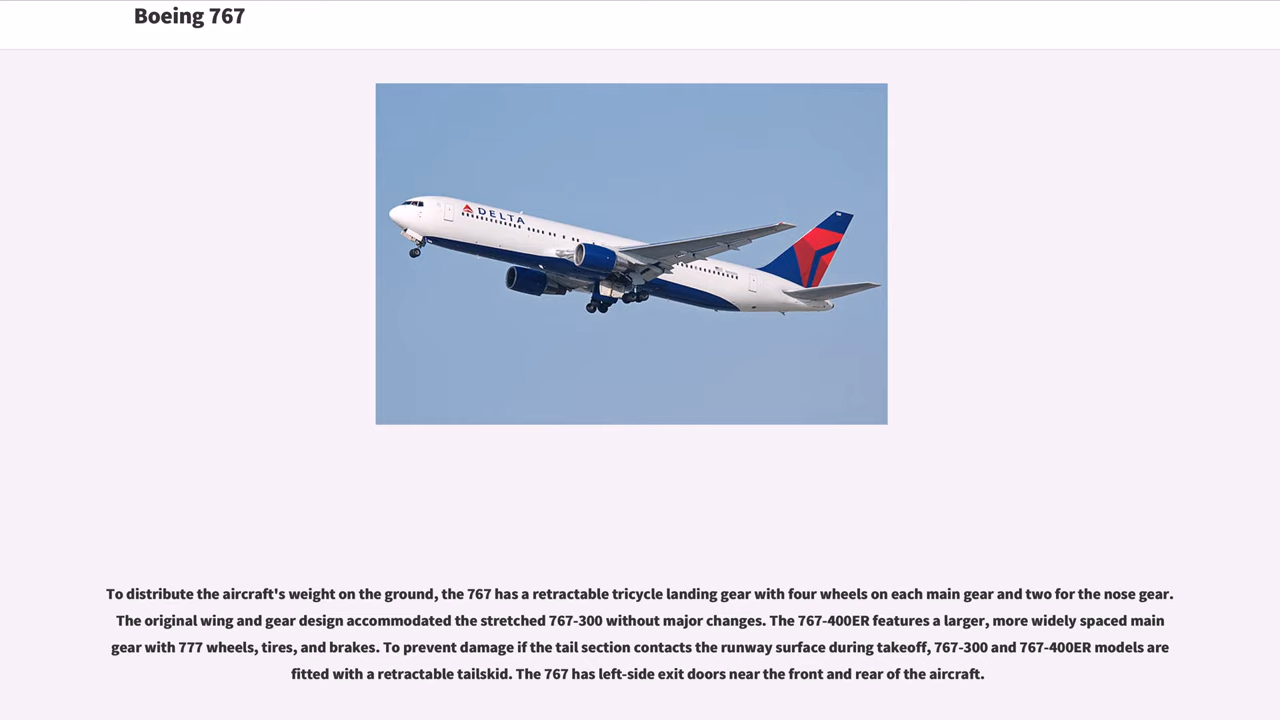 Boeing 767
DELTA
To distribute the aircraft's weight on the ground, the 767 has a retractable tricycle landing gear with four wheels on each main gear and two for the nose gear.
The original wing and gear design accommodated the stretched 767-300 without major changes. The 767-400ER features a larger, more widely spaced main
gear with 777 wheels, tires, and brakes. To prevent damage if the tail section contacts the runway surface during takeoff, 767-300 and 767-400ER models are
fitted with a retractable tailskid. The 767 has left-side exit doors near the front and rear of the aircraft.